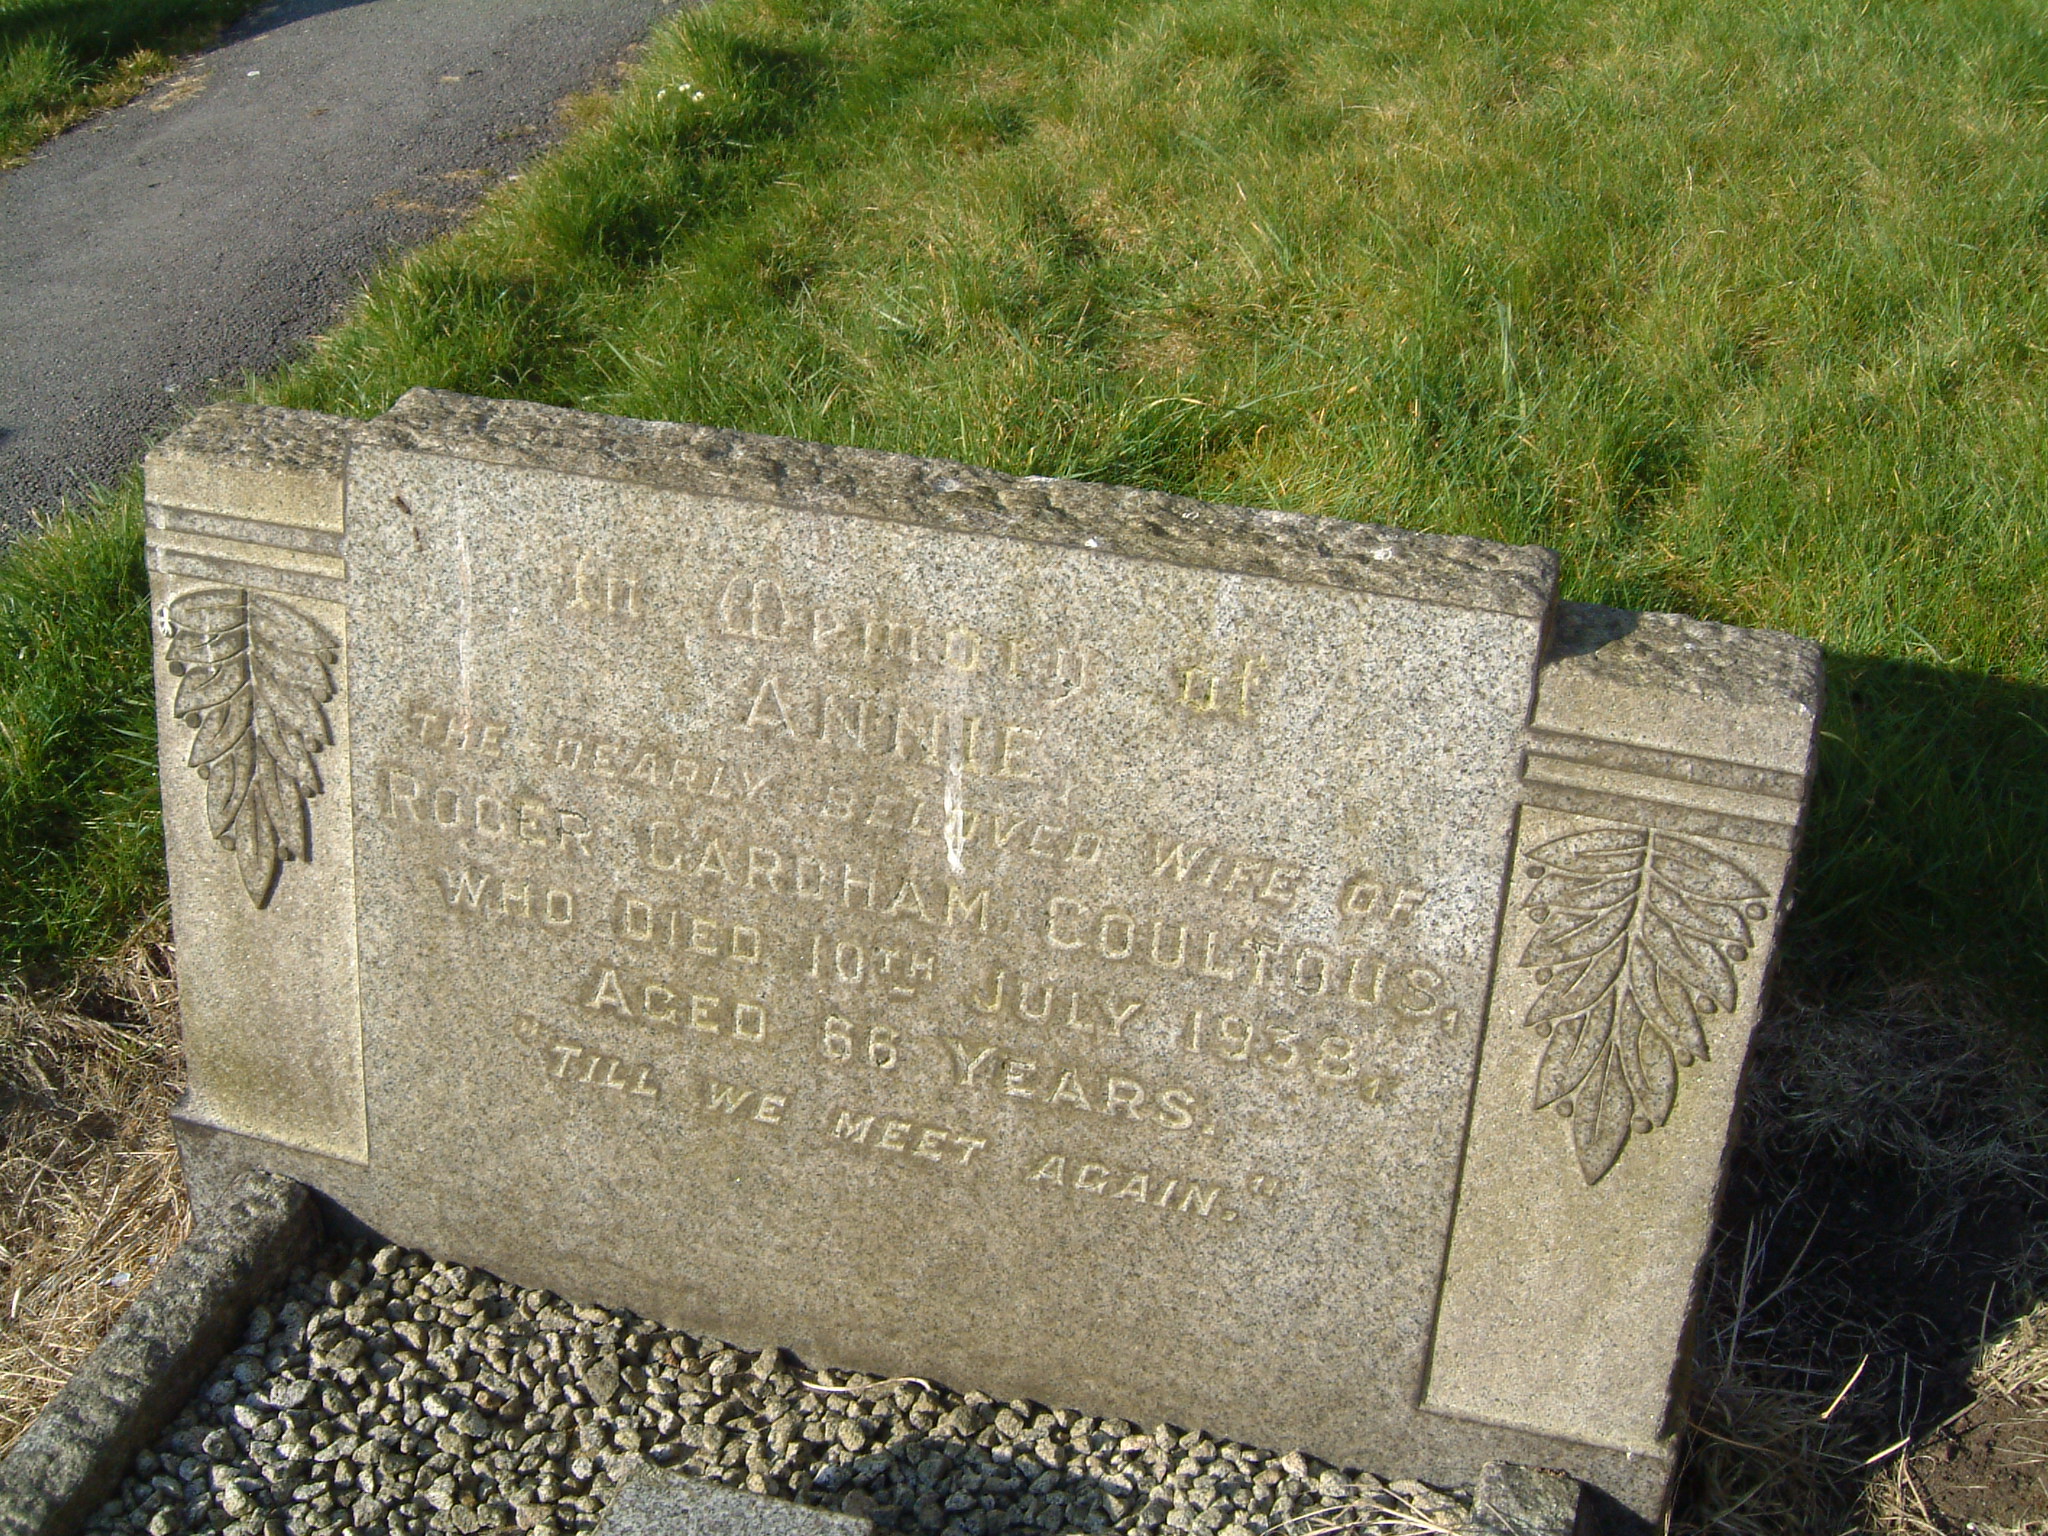 In Memory of
ANNIE,
THE DEARLY BELOVED WIFE OF
ROGER GARDHAM COULTOUS,
WHO DIED 10TH JULY 1938,
AGED 66 YEARS.
"TILL WE MEET AGAIN."